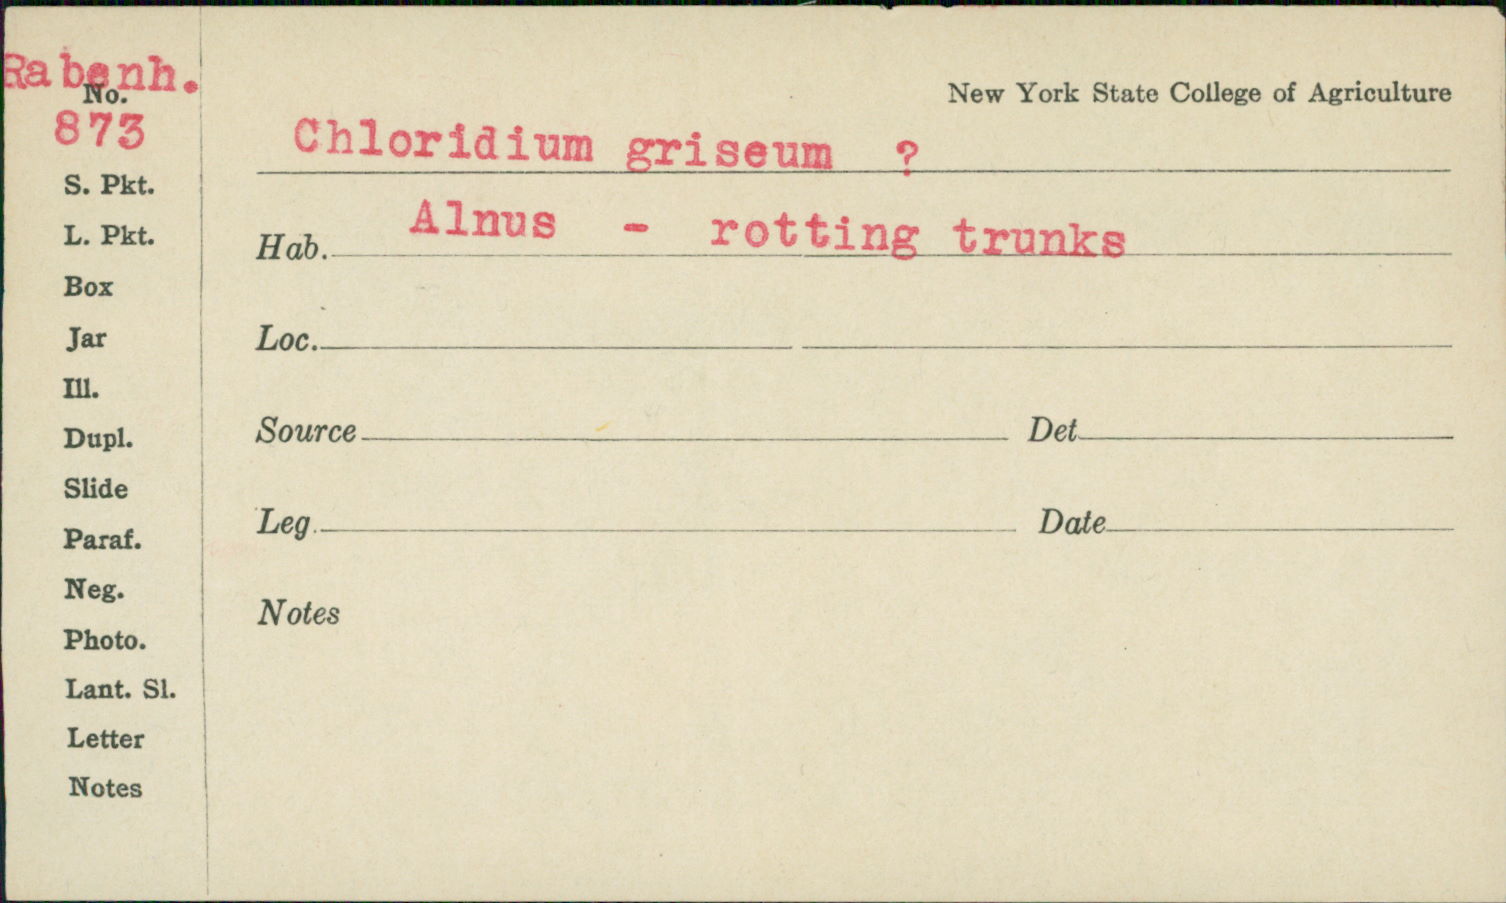 Rabenh.
No.
873
New York State College of Agriculture
Chloridium griseum ?
S. Pkt.
Hab. Alnus - rotting trunks
L. Pkt.
Box
Loc.
Jar
Ill.
Source Det.
Dupl.
Slide
Leg. Date
Paraf.
Neg.
Notes
Photo.
Lant. Sl.
Letter
Notes